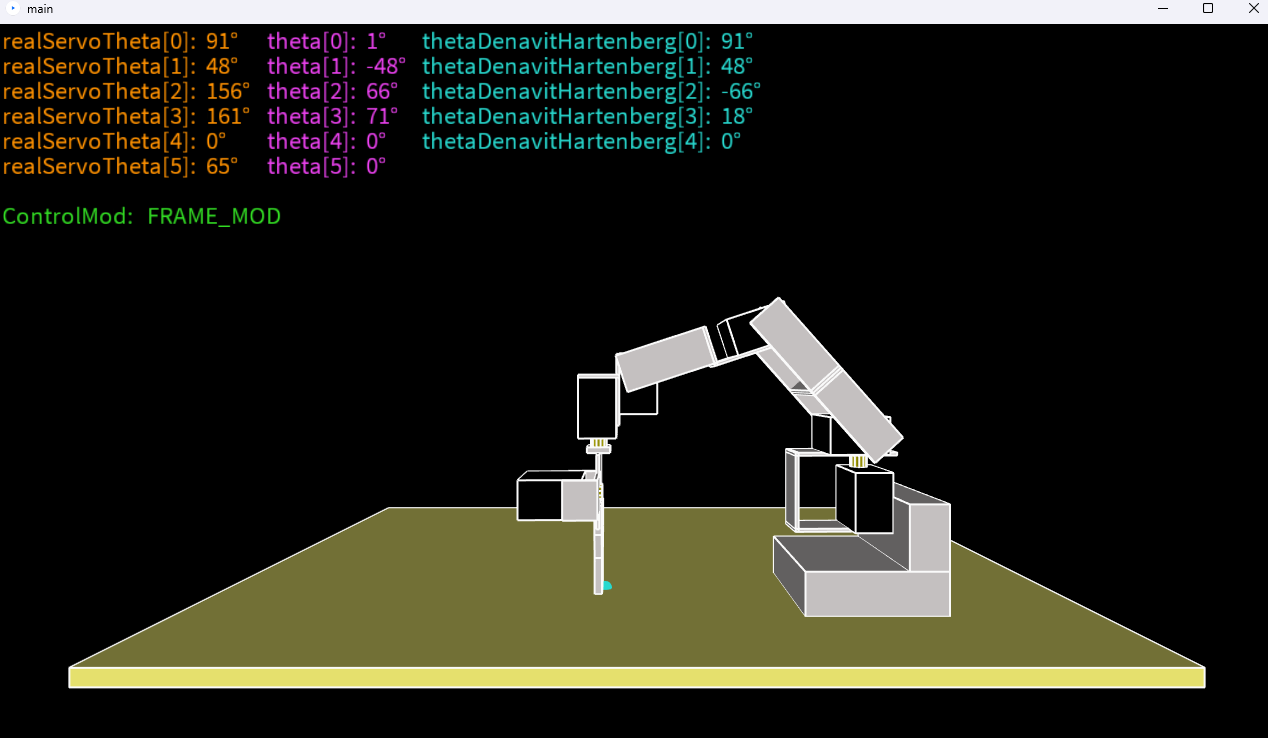 main
realServoTheta[0]: 91° theta[0]: 1° thetaDenavitHartenberg[0]: 91°
realServoTheta[1]: 48° theta[1]: -48° thetaDenavitHartenberg[1]: 48°
realServoTheta[2]: 156° theta[2]: 66° thetaDenavitHartenberg[2]: -66°
realServoTheta[3]: 161° theta[3]: 71° thetaDenavitHartenberg[3]: 18°
realServoTheta[4]: 0° theta[4]: 0° thetaDenavitHartenberg[4]: 0°
realServoTheta[5]: 65° theta[5]: 0°
ControlMod: FRAME_MOD